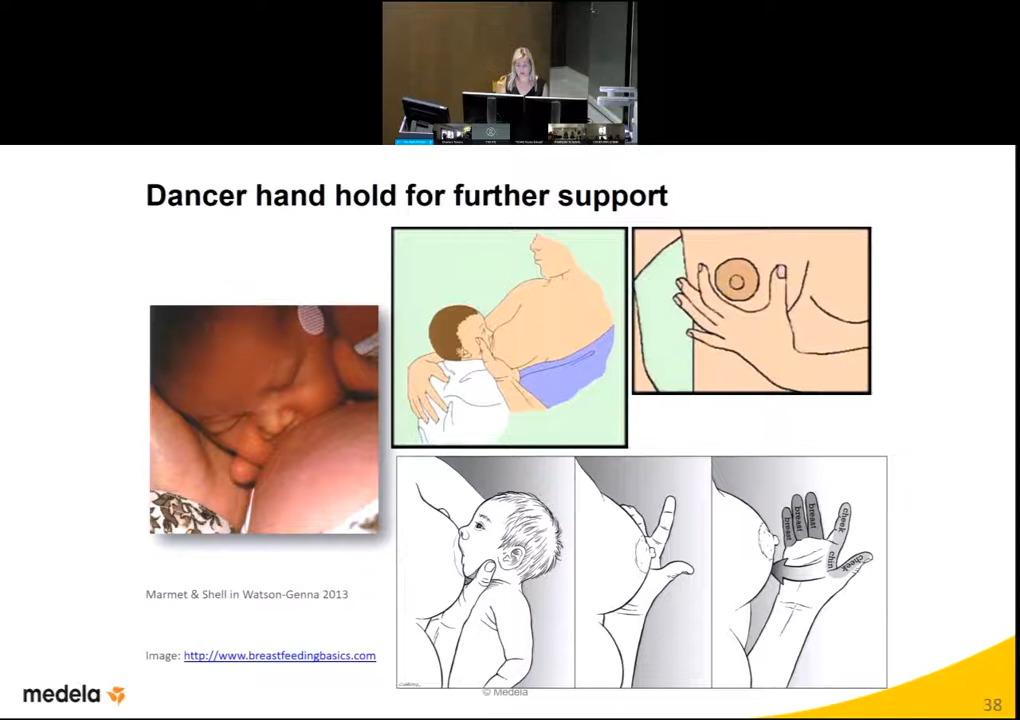 Dancer hand hold for further support
breast
breast
breast
cheek
chin
cheek
Marmet & Shell in Watson-Genna 2013
Image: http://www.breastfeedingbasics.com
medela
© Medela
38